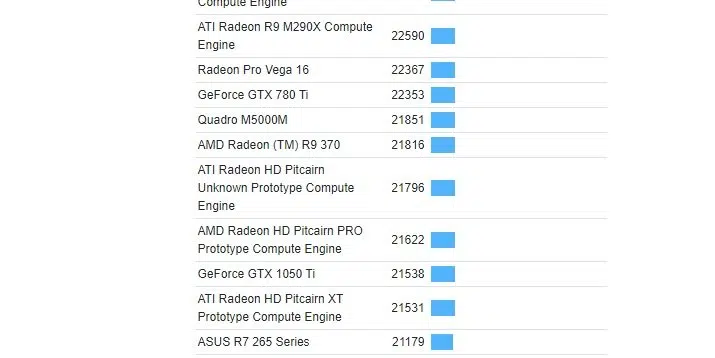 Compute Engine
ATI Radeon R9 M290X Compute
Engine
22590
Radeon Pro Vega 16
22367
GeForce GTX 780 Ti
22353
Quadro M5000M
21851
AMD Radeon (TM) R9 370
21816
ATI Radeon HD Pitcairn
Unknown Prototype Compute
Engine
21796
AMD Radeon HD Pitcairn PRO
Prototype Compute Engine
21622
GeForce GTX 1050 Ti
21538
ATI Radeon HD Pitcairn XT
Prototype Compute Engine
21531
ASUS R7 265 Series
21179